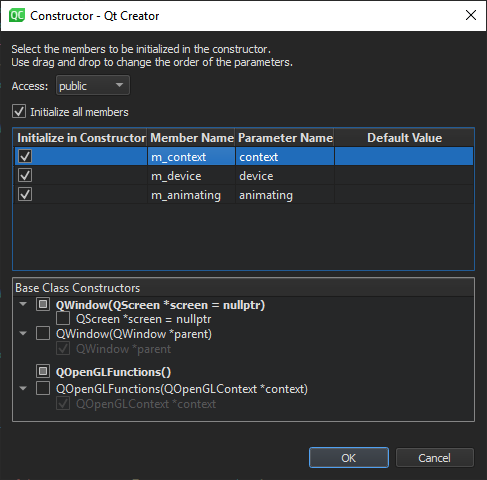 QC Constructor - Qt Creator
Select the members to be initialized in the constructor.
Use drag and drop to change the order of the parameters.
Access: public
Initialize all members
Initialize in Constructor Member Name Parameter Name Default Value
m_context context
m_device device
m_animating animating
Base Class Constructors
QWindow(QScreen *screen = nullptr)
QScreen *screen = nullptr
QWindow(QWindow *parent)
QWindow *parent
QOpenGLFunctions()
QOpenGLFunctions(QOpenGLContext *context)
QOpenGLContext *context
OK Cancel